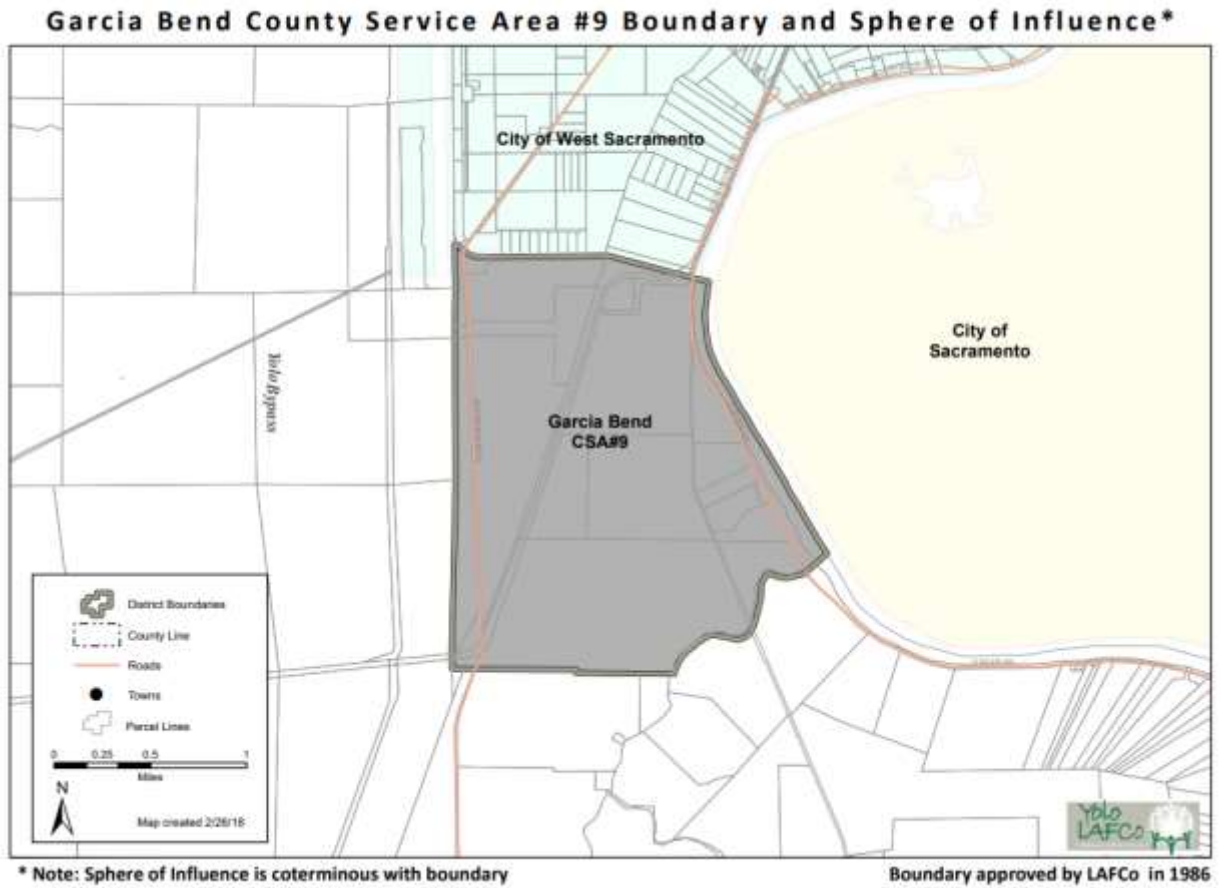 Garcia Bend County Service Area #9 Boundary and Sphere of Influence*
City of West Sacramento
City of
Sacramento
Yolo Bypass
Garcia Bend
CSA#9
District Boundaries
County Line
Roads
Towns
Parcel Lines
0 0.25 0.5 1
Miles
N
Map created 2/26/18
Yolo
LAFCo
* Note: Sphere of Influence is coterminous with boundary
Boundary approved by LAFCo in 1986